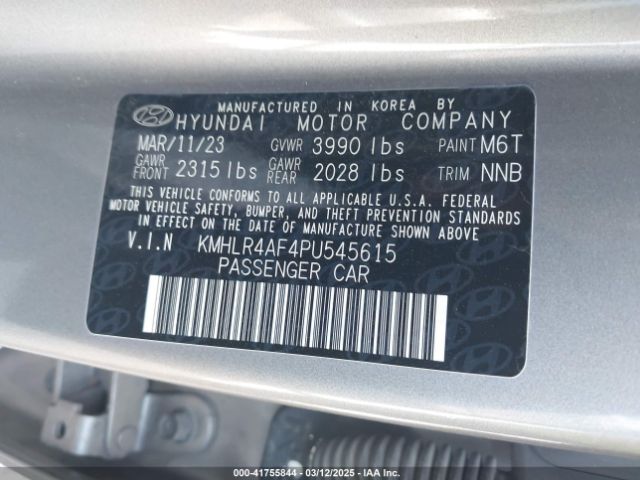 MANUFACTURED IN KOREA BY
HYUNDAI MOTOR COMPANY
MAR/11/23 GVWR 3990 lbs PAINT M6T
GAWR FRONT 2315 lbs GAWR REAR 2028 lbs TRIM NNB
THIS VEHICLE CONFORMS TO ALL APPLICABLE U.S.A. FEDERAL
MOTOR VEHICLE SAFETY, BUMPER, AND THEFT PREVENTION STANDARDS
IN EFFECT ON THE DATE OF MANUFACTURE SHOWN ABOVE.
V.I.N KMHLR4AF4PU545615
PASSENGER CAR
000-41755844 | 03/12/2025 | IAA Inc.